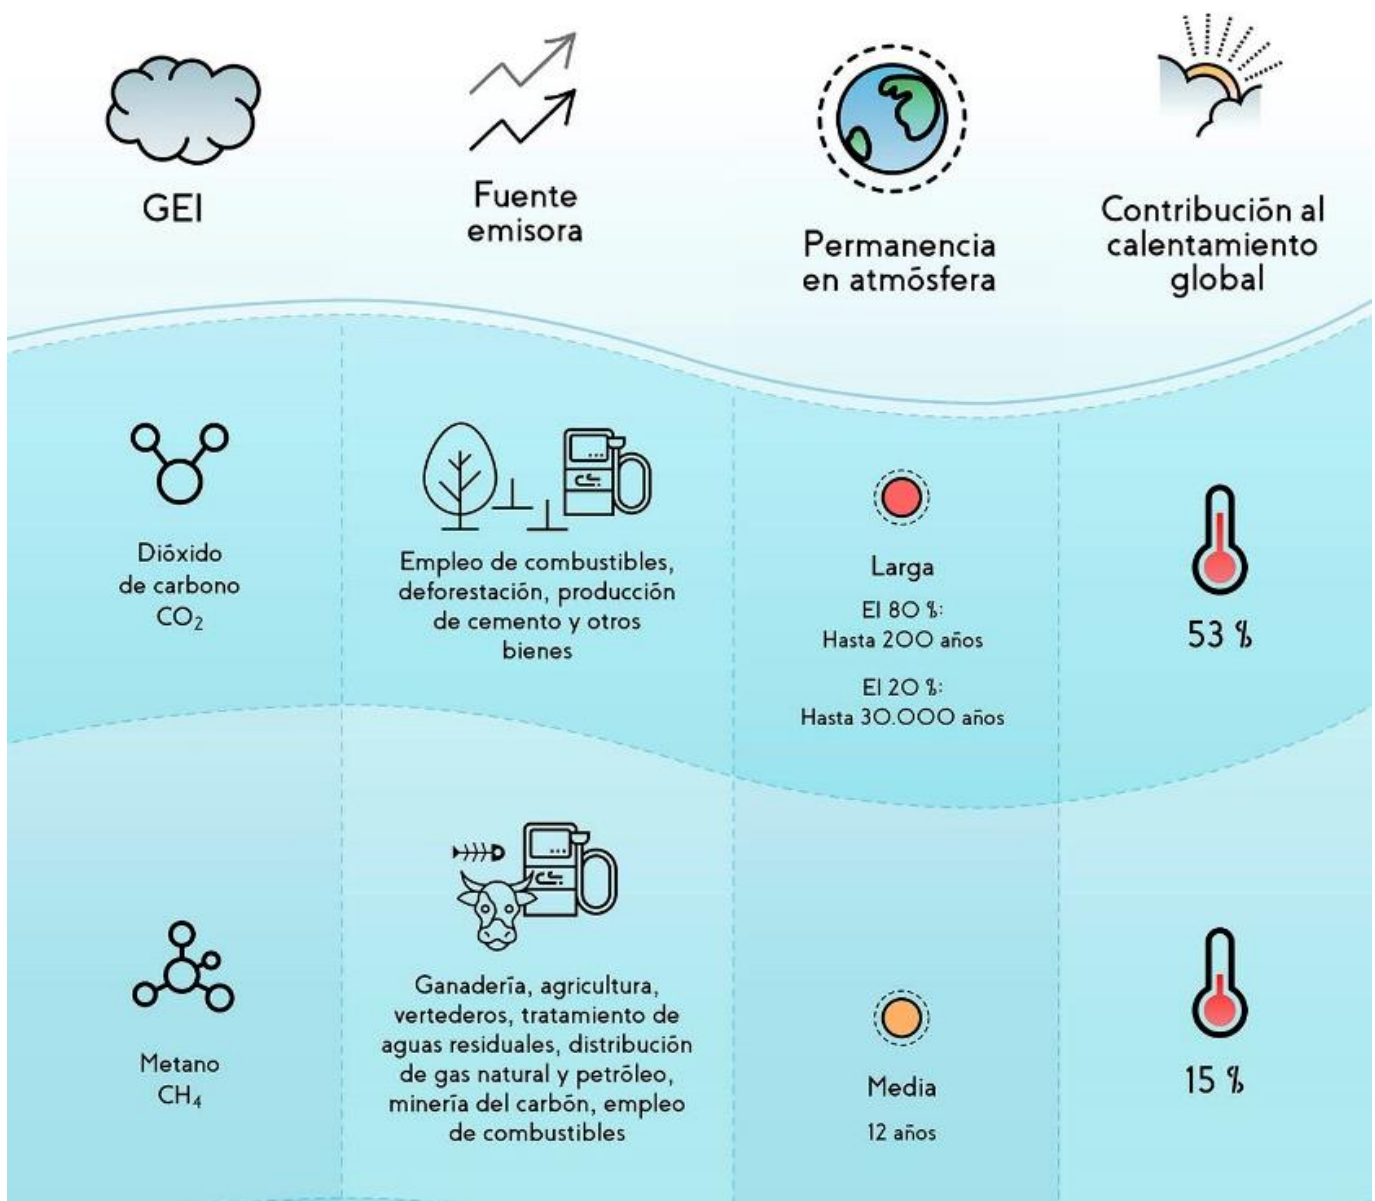 GEI
Fuente
emisora
Permanencia
en atmósfera
Contribución al
calentamiento
global
Dióxido
de carbono
CO₂
Empleo de combustibles,
deforestación, producción
de cemento y otros
bienes
Larga
El 80 %:
Hasta 200 años
El 20 %:
Hasta 30.000 años
53 %
Metano
CH₄
Ganadería, agricultura,
vertederos, tratamiento de
aguas residuales, distribución
de gas natural y petróleo,
minería del carbón, empleo
de combustibles
Media
12 años
15 %